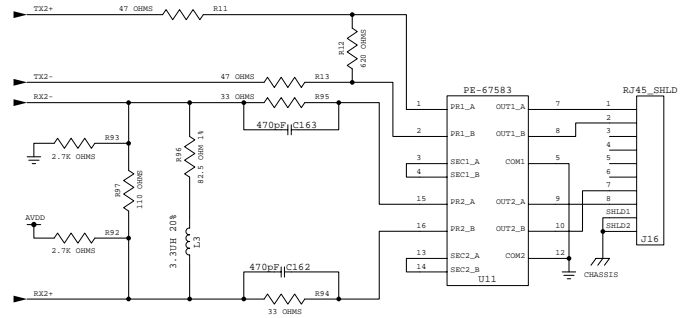 TX2+ 47 OHMS R11
R12
620 OHMS
TX2- 47 OHMS R13
RX2- 33 OHMS R95
470pF C163
R93
2.7K OHMS
R97
110 OHMS
R96
82.5 OHM 1%
AVDD
R92
2.7K OHMS
3.3UH 20%
L3
470pF C162
RX2+ R94
33 OHMS
PE-67583
1 PR1_A OUT1_A 7
2 PR1_B OUT1_B 8
3 SEC1_A COM1 5
4 SEC1_B
15 PR2_A OUT2_A 9
16 PR2_B OUT2_B 10
13 SEC2_A COM2 12
14 SEC2_B
U11
RJ45_SHLD
1
2
3
4
5
6
7
8
SHLD1
SHLD2
J16
CHASSIS